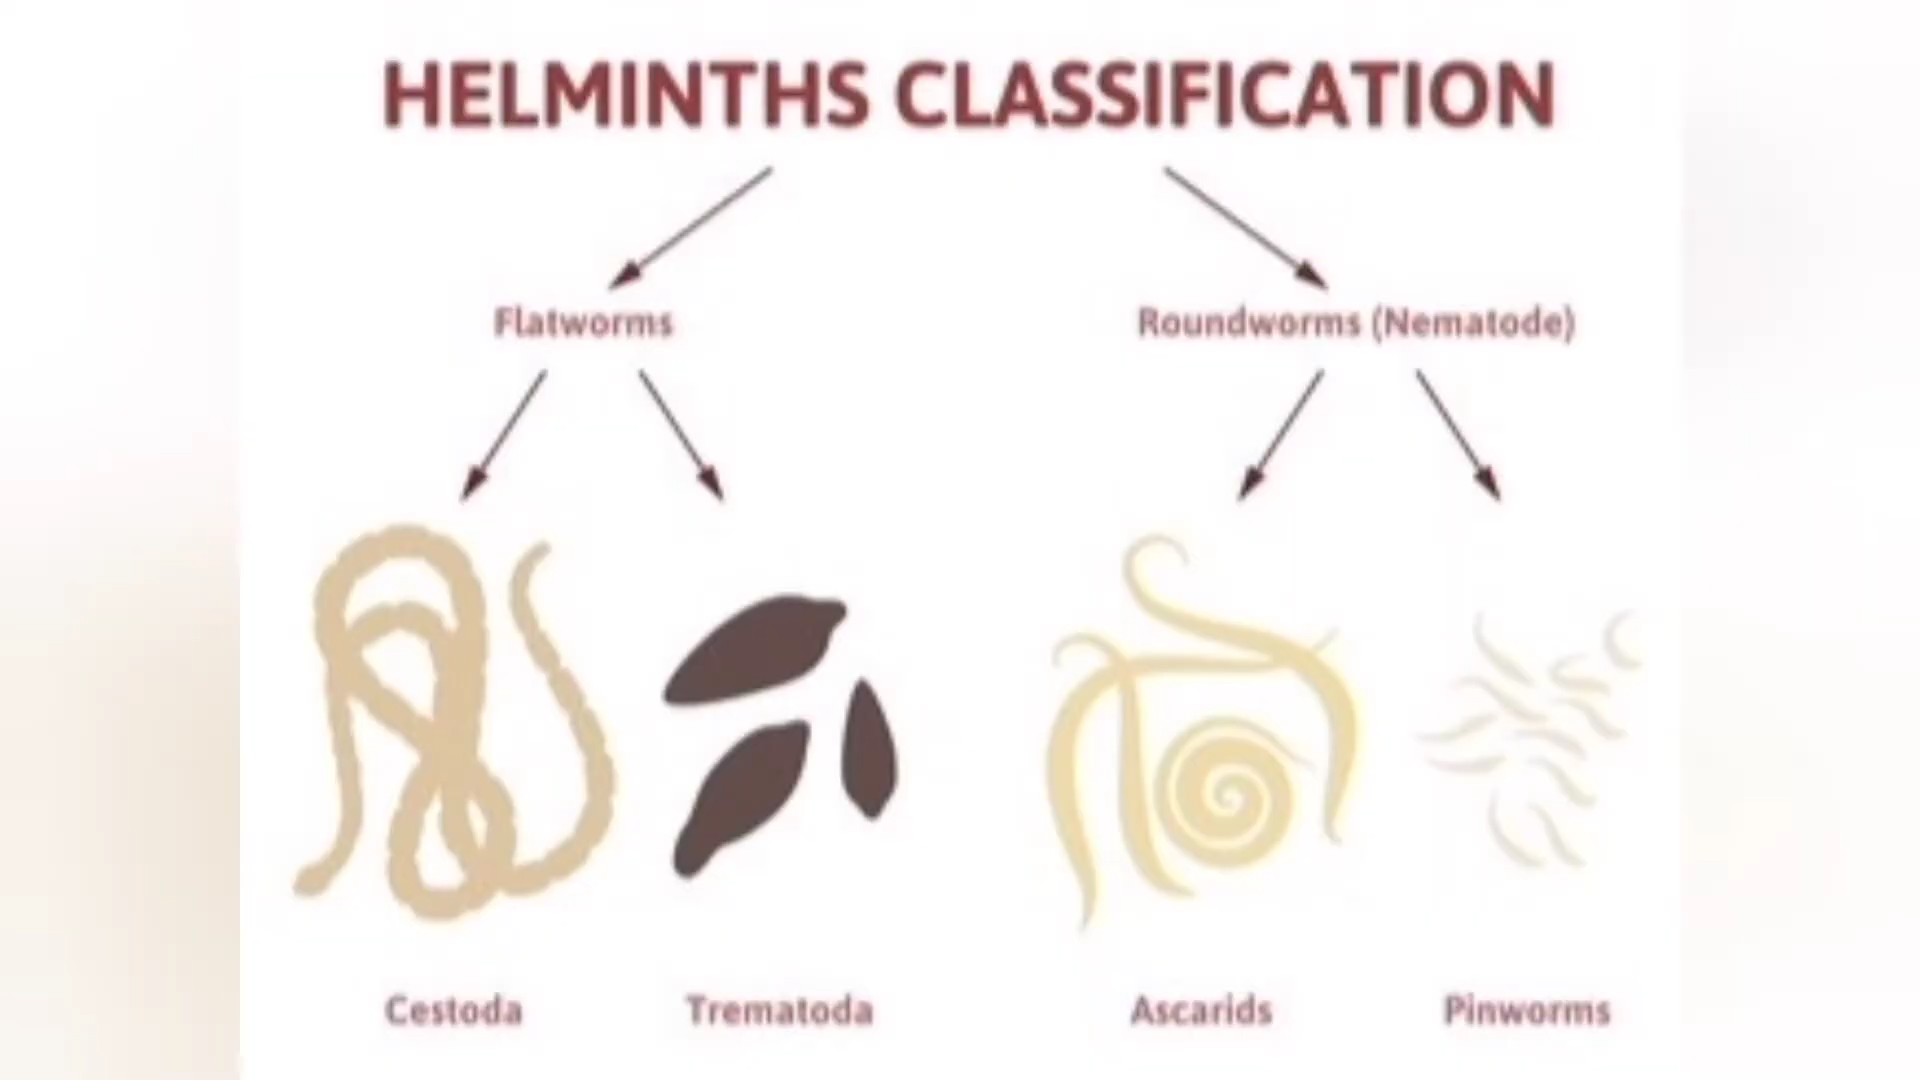 HELMINTHS CLASSIFICATION
Flatworms
Roundworms (Nematode)
Cestoda
Trematoda
Ascarids
Pinworms